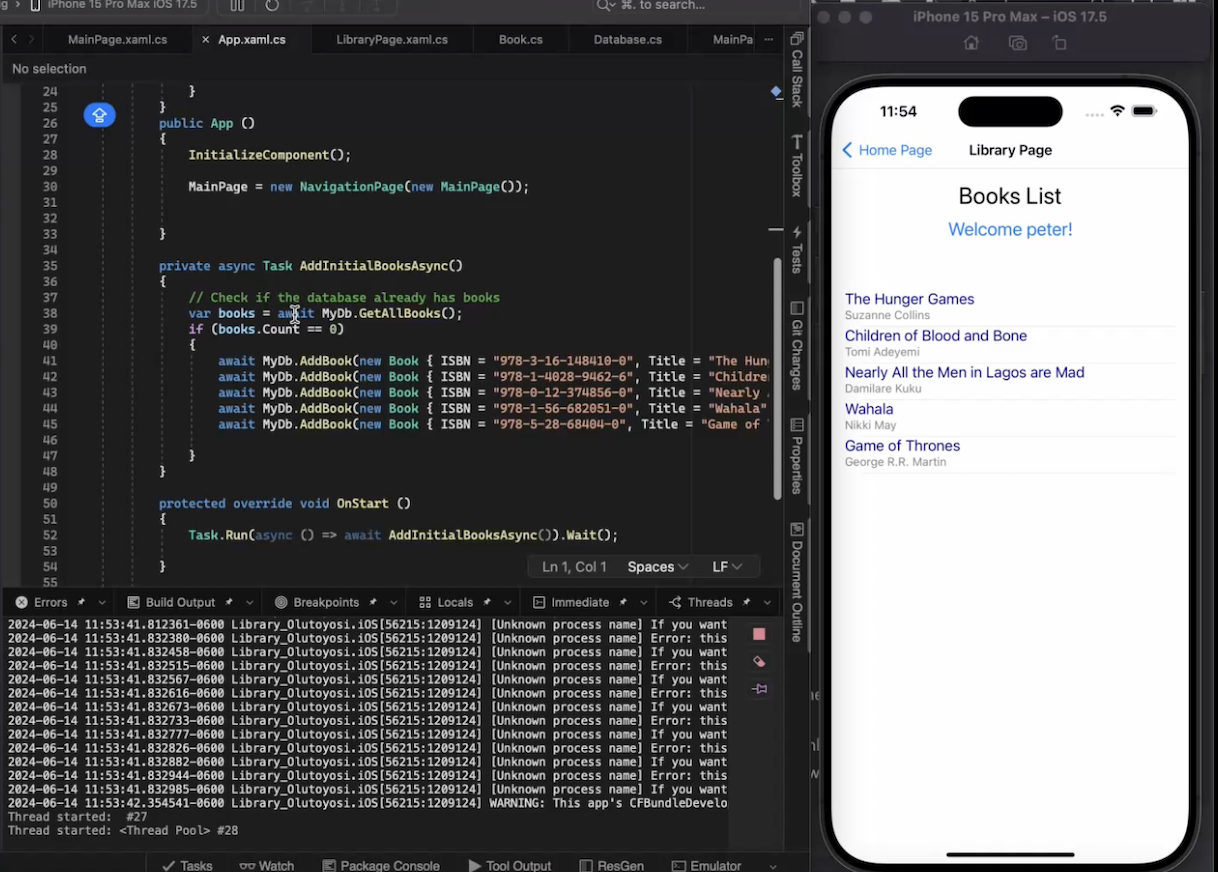 iPhone 15 Pro Max iOS 17.5
⌘. to search...
MainPage.xaml.cs
× App.xaml.cs
LibraryPage.xaml.cs
Book.cs
Database.cs
MainPa
No selection
24 }
25 }
26 public App ()
27 {
28 InitializeComponent();
29
30 MainPage = new NavigationPage(new MainPage());
31
32
33 }
34
35 private async Task AddInitialBooksAsync()
36 {
37 // Check if the database already has books
38 var books = await MyDb.GetAllBooks();
39 if (books.Count == 0)
40 {
41 await MyDb.AddBook(new Book { ISBN = "978-3-16-148410-0", Title = "The Hun
42 await MyDb.AddBook(new Book { ISBN = "978-1-4028-9462-6", Title = "Childre
43 await MyDb.AddBook(new Book { ISBN = "978-0-12-374856-0", Title = "Nearly
44 await MyDb.AddBook(new Book { ISBN = "978-1-56-682051-0", Title = "Wahala"
45 await MyDb.AddBook(new Book { ISBN = "978-5-28-68404-0", Title = "Game of
46
47 }
48 }
49
50 protected override void OnStart ()
51 {
52 Task.Run(async () => await AddInitialBooksAsync()).Wait();
53
54 }
55
Ln 1, Col 1 Spaces LF
Call Stack
Toolbox
Tests
Git Changes
Properties
Document Outline
Errors
Build Output
Breakpoints
Locals
Immediate
Threads
2024-06-14 11:53:41.812361-0600 Library_Olutoyosi.iOS[56215:1209124] [Unknown process name] If you want
2024-06-14 11:53:41.832380-0600 Library_Olutoyosi.iOS[56215:1209124] [Unknown process name] Error: this
2024-06-14 11:53:41.832458-0600 Library_Olutoyosi.iOS[56215:1209124] [Unknown process name] If you want
2024-06-14 11:53:41.832515-0600 Library_Olutoyosi.iOS[56215:1209124] [Unknown process name] Error: this
2024-06-14 11:53:41.832567-0600 Library_Olutoyosi.iOS[56215:1209124] [Unknown process name] If you want
2024-06-14 11:53:41.832616-0600 Library_Olutoyosi.iOS[56215:1209124] [Unknown process name] Error: this
2024-06-14 11:53:41.832673-0600 Library_Olutoyosi.iOS[56215:1209124] [Unknown process name] If you want
2024-06-14 11:53:41.832733-0600 Library_Olutoyosi.iOS[56215:1209124] [Unknown process name] Error: this
2024-06-14 11:53:41.832777-0600 Library_Olutoyosi.iOS[56215:1209124] [Unknown process name] If you want
2024-06-14 11:53:41.832826-0600 Library_Olutoyosi.iOS[56215:1209124] [Unknown process name] Error: this
2024-06-14 11:53:41.832882-0600 Library_Olutoyosi.iOS[56215:1209124] [Unknown process name] If you want
2024-06-14 11:53:41.832944-0600 Library_Olutoyosi.iOS[56215:1209124] [Unknown process name] Error: this
2024-06-14 11:53:41.832985-0600 Library_Olutoyosi.iOS[56215:1209124] [Unknown process name] If you want
2024-06-14 11:53:42.354541-0600 Library_Olutoyosi.iOS[56215:1209124] WARNING: This app's CFBundleDevelo
Thread started: #27
Thread started: <Thread Pool> #28
Tasks
Watch
Package Console
Tool Output
ResGen
Emulator
iPhone 15 Pro Max – iOS 17.5
11:54
Home Page
Library Page
Books List
Welcome peter!
The Hunger Games
Suzanne Collins
Children of Blood and Bone
Tomi Adeyemi
Nearly All the Men in Lagos are Mad
Damilare Kuku
Wahala
Nikki May
Game of Thrones
George R.R. Martin